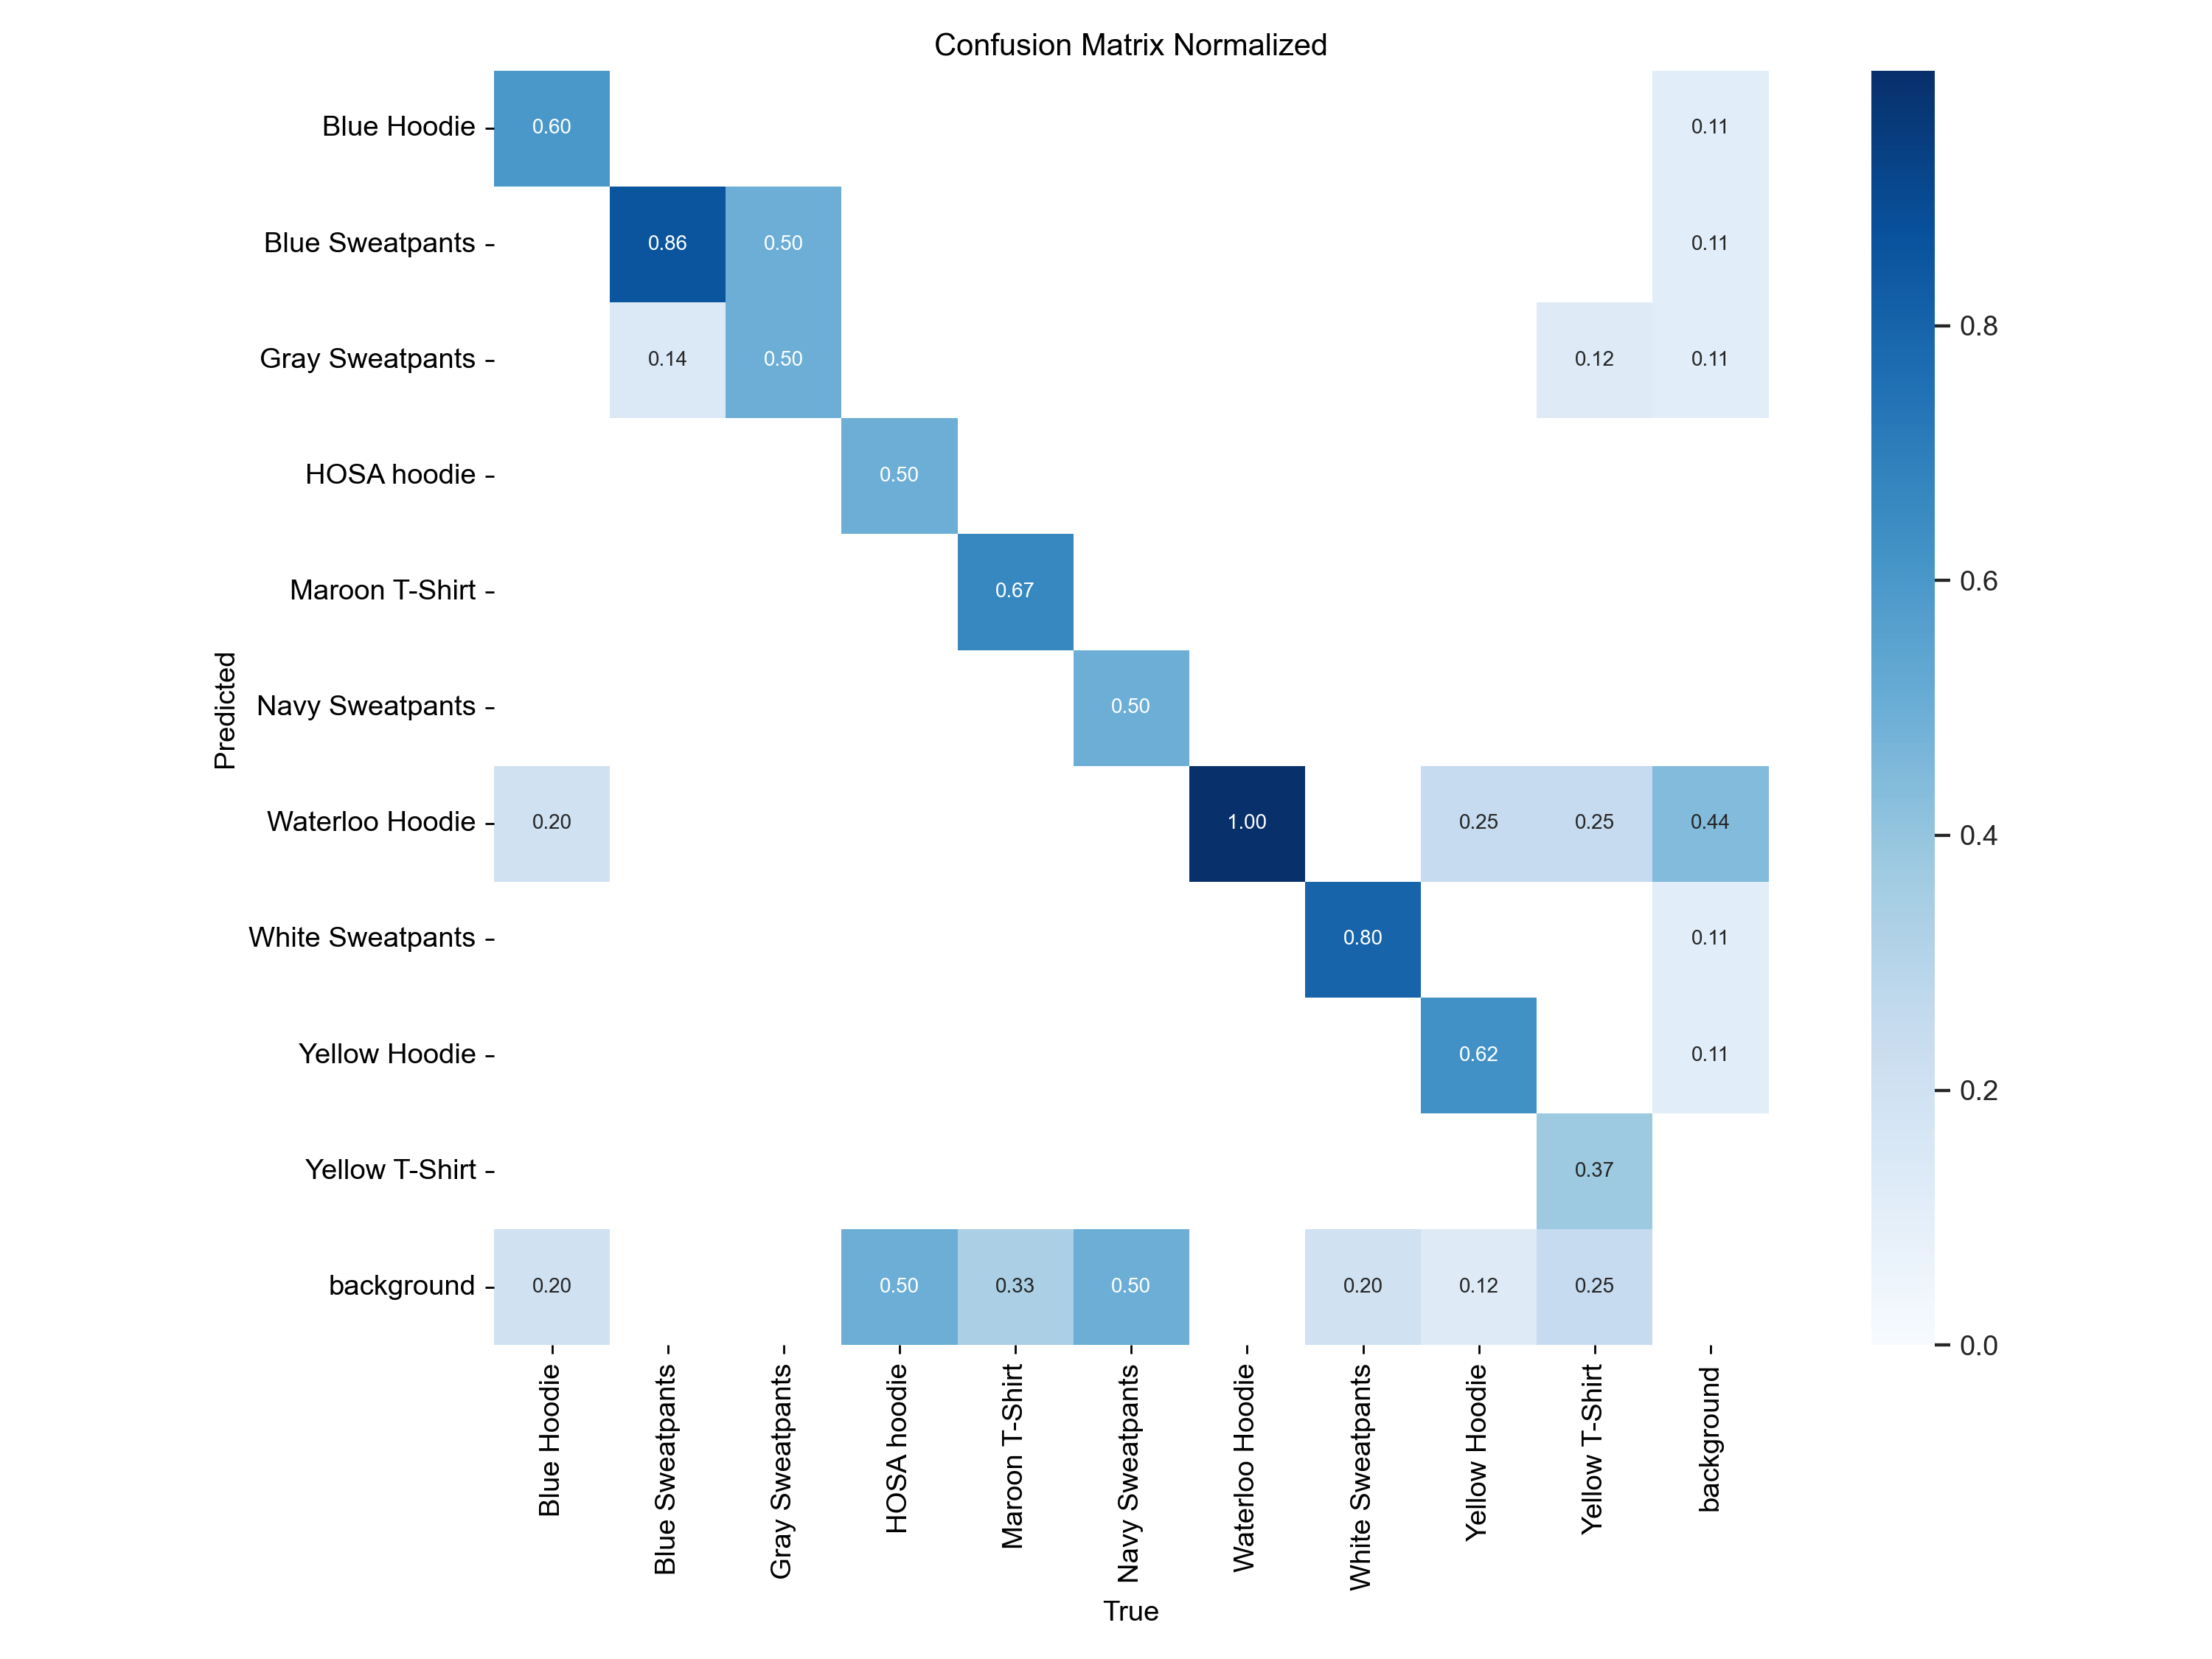 Confusion Matrix Normalized
Blue Hoodie 0.60 0.11
Blue Sweatpants 0.86 0.50 0.11
Gray Sweatpants 0.14 0.50 0.12 0.11
HOSA hoodie 0.50
Maroon T-Shirt 0.67
Navy Sweatpants 0.50
Waterloo Hoodie 0.20 1.00 0.25 0.25 0.44
White Sweatpants 0.80 0.11
Yellow Hoodie 0.62 0.11
Yellow T-Shirt 0.37
background 0.20 0.50 0.33 0.50 0.20 0.12 0.25
Predicted
Blue Hoodie
Blue Sweatpants
Gray Sweatpants
HOSA hoodie
Maroon T-Shirt
Navy Sweatpants
Waterloo Hoodie
White Sweatpants
Yellow Hoodie
Yellow T-Shirt
background
True
0.8
0.6
0.4
0.2
0.0